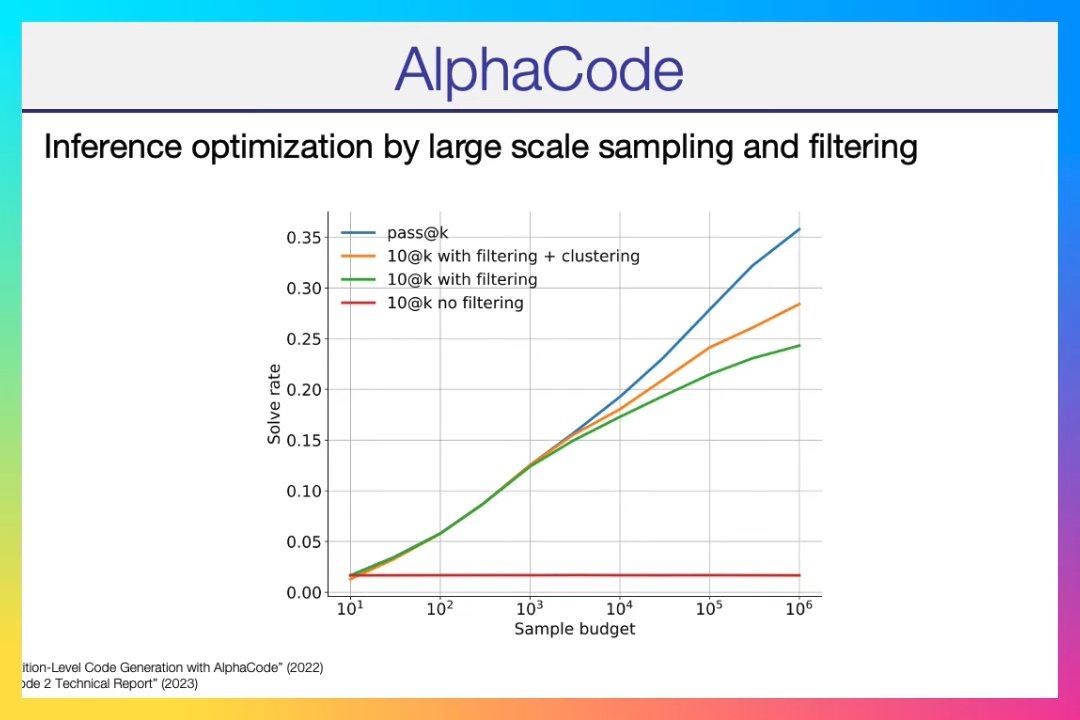 AlphaCode
Inference optimization by large scale sampling and filtering
pass@k
10@k with filtering + clustering
10@k with filtering
10@k no filtering
0.35
0.30
0.25
0.20
0.15
0.10
0.05
0.00
Solve rate
10¹ 10² 10³ 10⁴ 10⁵ 10⁶
Sample budget
ition-Level Code Generation with AlphaCode” (2022)
ode 2 Technical Report” (2023)